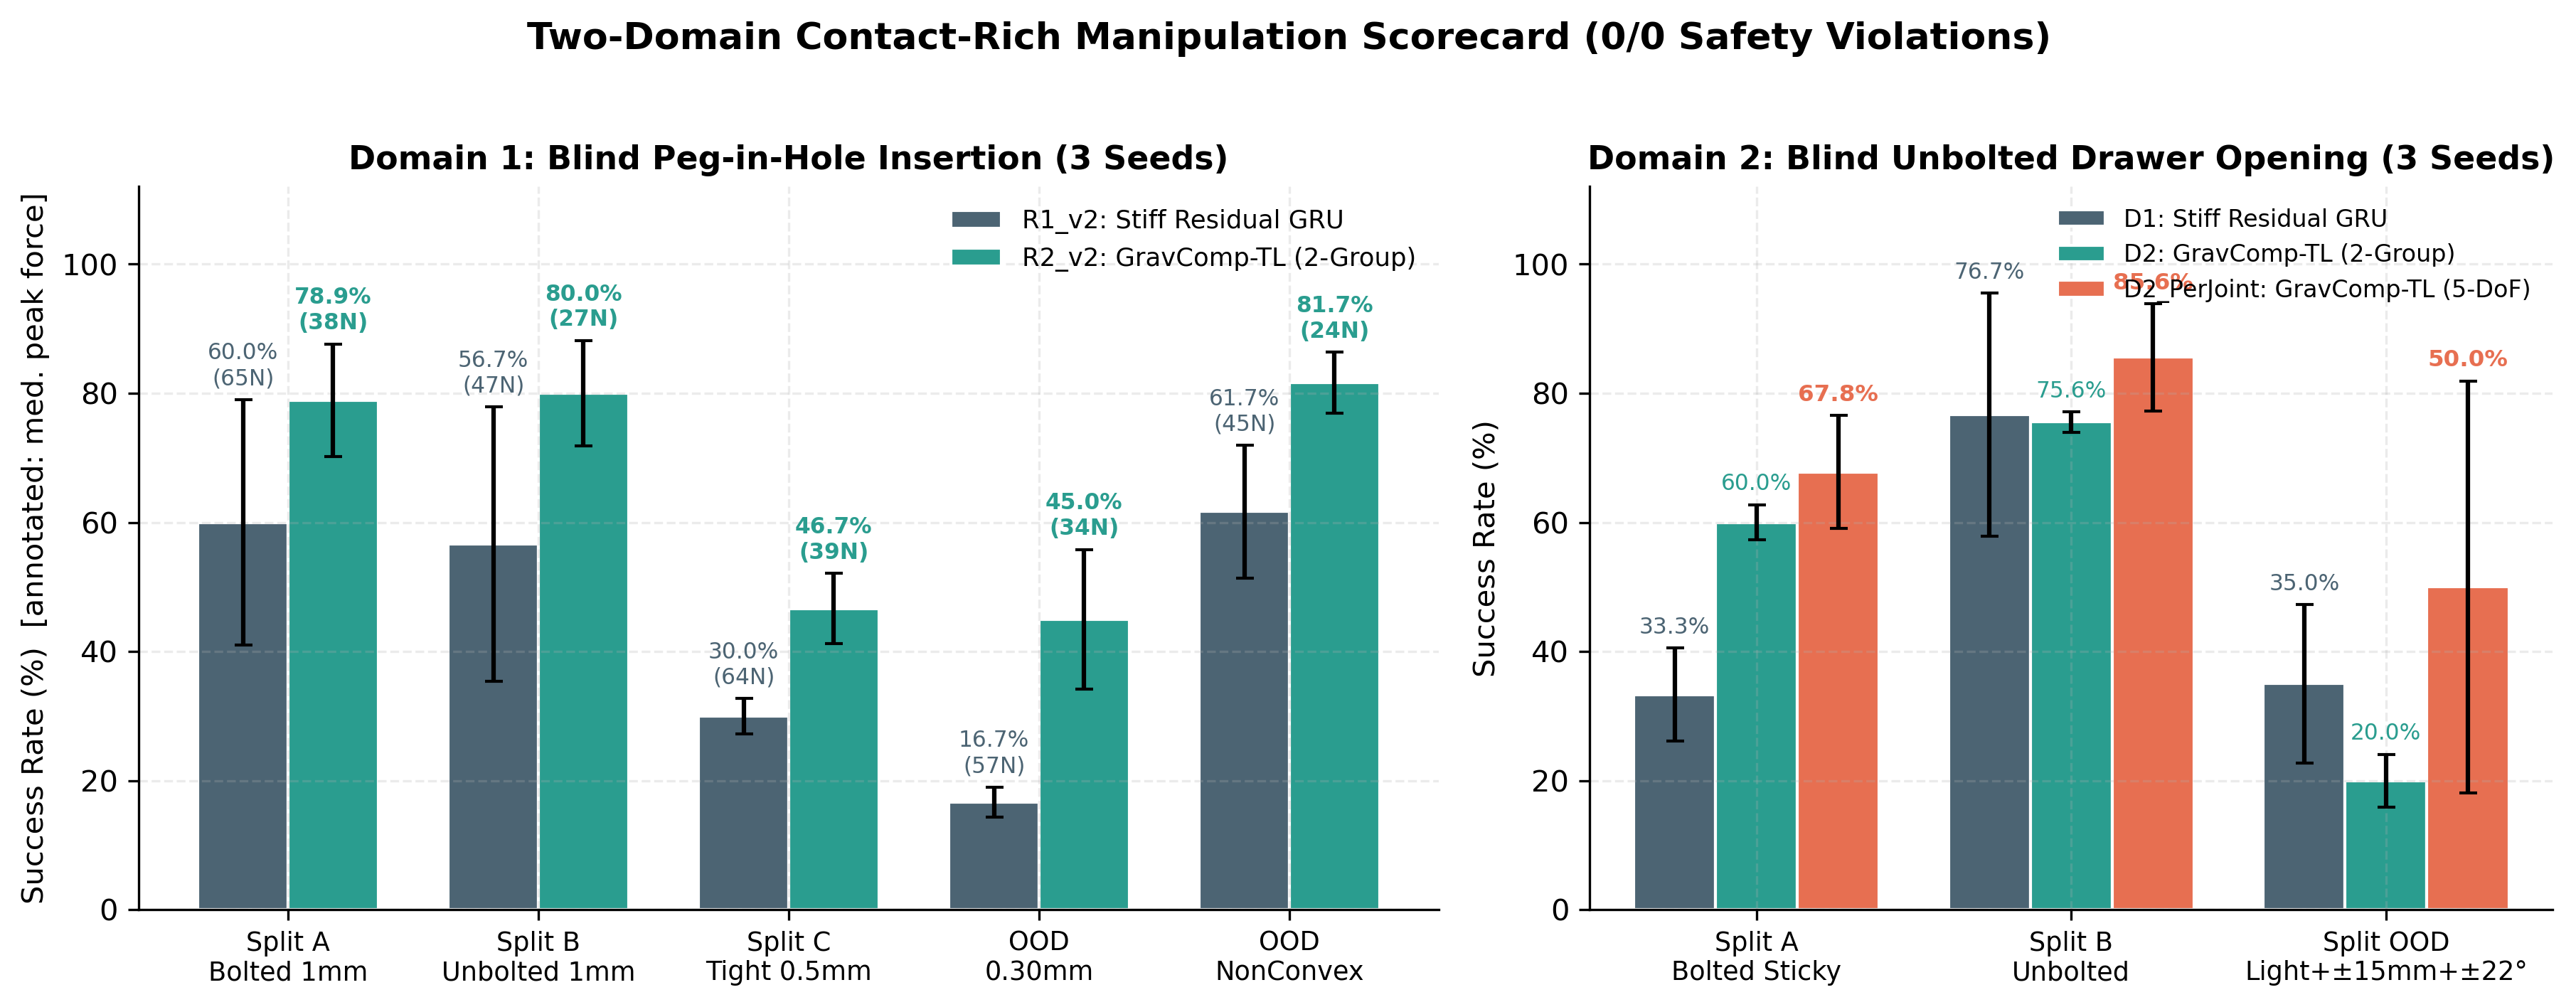 Two-Domain Contact-Rich Manipulation Scorecard (0/0 Safety Violations)
Domain 1: Blind Peg-in-Hole Insertion (3 Seeds)
Success Rate (%)  [annotated: med. peak force]
100
80
60
40
20
0
R1_v2: Stiff Residual GRU
R2_v2: GravComp-TL (2-Group)
60.0%
(65N)
78.9%
(38N)
56.7%
(47N)
80.0%
(27N)
30.0%
(64N)
46.7%
(39N)
16.7%
(57N)
45.0%
(34N)
61.7%
(45N)
81.7%
(24N)
Split A
Bolted 1mm
Split B
Unbolted 1mm
Split C
Tight 0.5mm
OOD
0.30mm
OOD
NonConvex
Domain 2: Blind Unbolted Drawer Opening (3 Seeds)
Success Rate (%)
100
80
60
40
20
0
D1: Stiff Residual GRU
D2: GravComp-TL (2-Group)
D2_PerJoint: GravComp-TL (5-DoF)
33.3%
60.0%
67.8%
76.7%
75.6%
85.6%
35.0%
20.0%
50.0%
Split A
Bolted Sticky
Split B
Unbolted
Split OOD
Light+±15mm+±22°